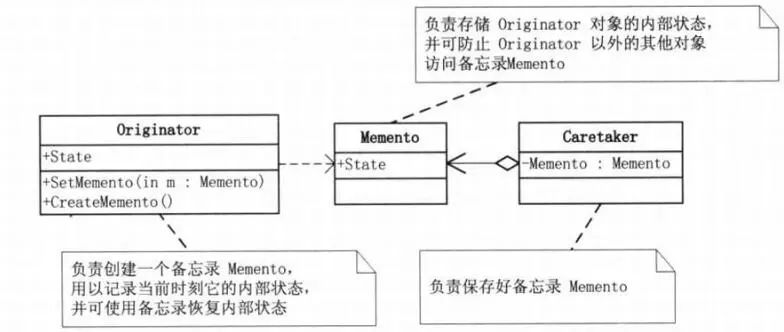 负责存储 Originator 对象的内部状态，
并可防止 Originator 以外的其他对象
访问备忘录Memento
Originator
+State
+SetMemento(in m : Memento)
+CreateMemento()
Memento
+State
Caretaker
-Memento : Memento
负责创建一个备忘录 Memento，
用以记录当前时刻它的内部状态，
并可使用备忘录恢复内部状态
负责保存好备忘录 Memento